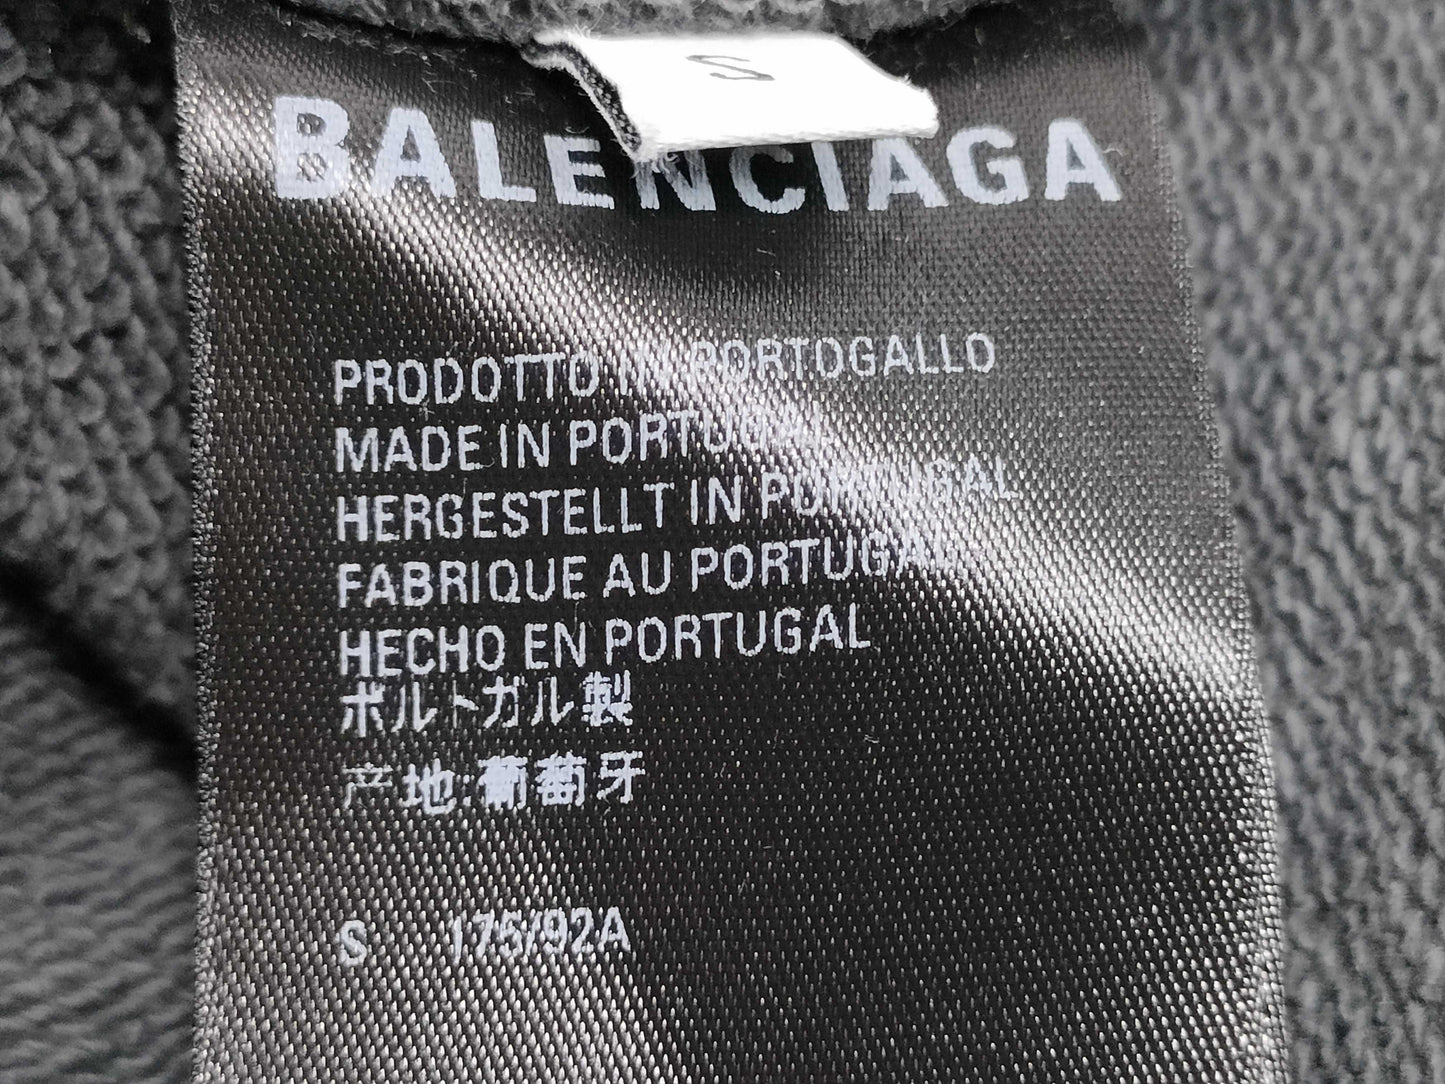 S
BALENCIAGA
PRODOTTO IN PORTOGALLO
MADE IN PORTUGAL
HERGESTELLT IN PORTUGAL
FABRIQUE AU PORTUGAL
HECHO EN PORTUGAL
ポルトガル製
产地:葡萄牙
S 175/92A